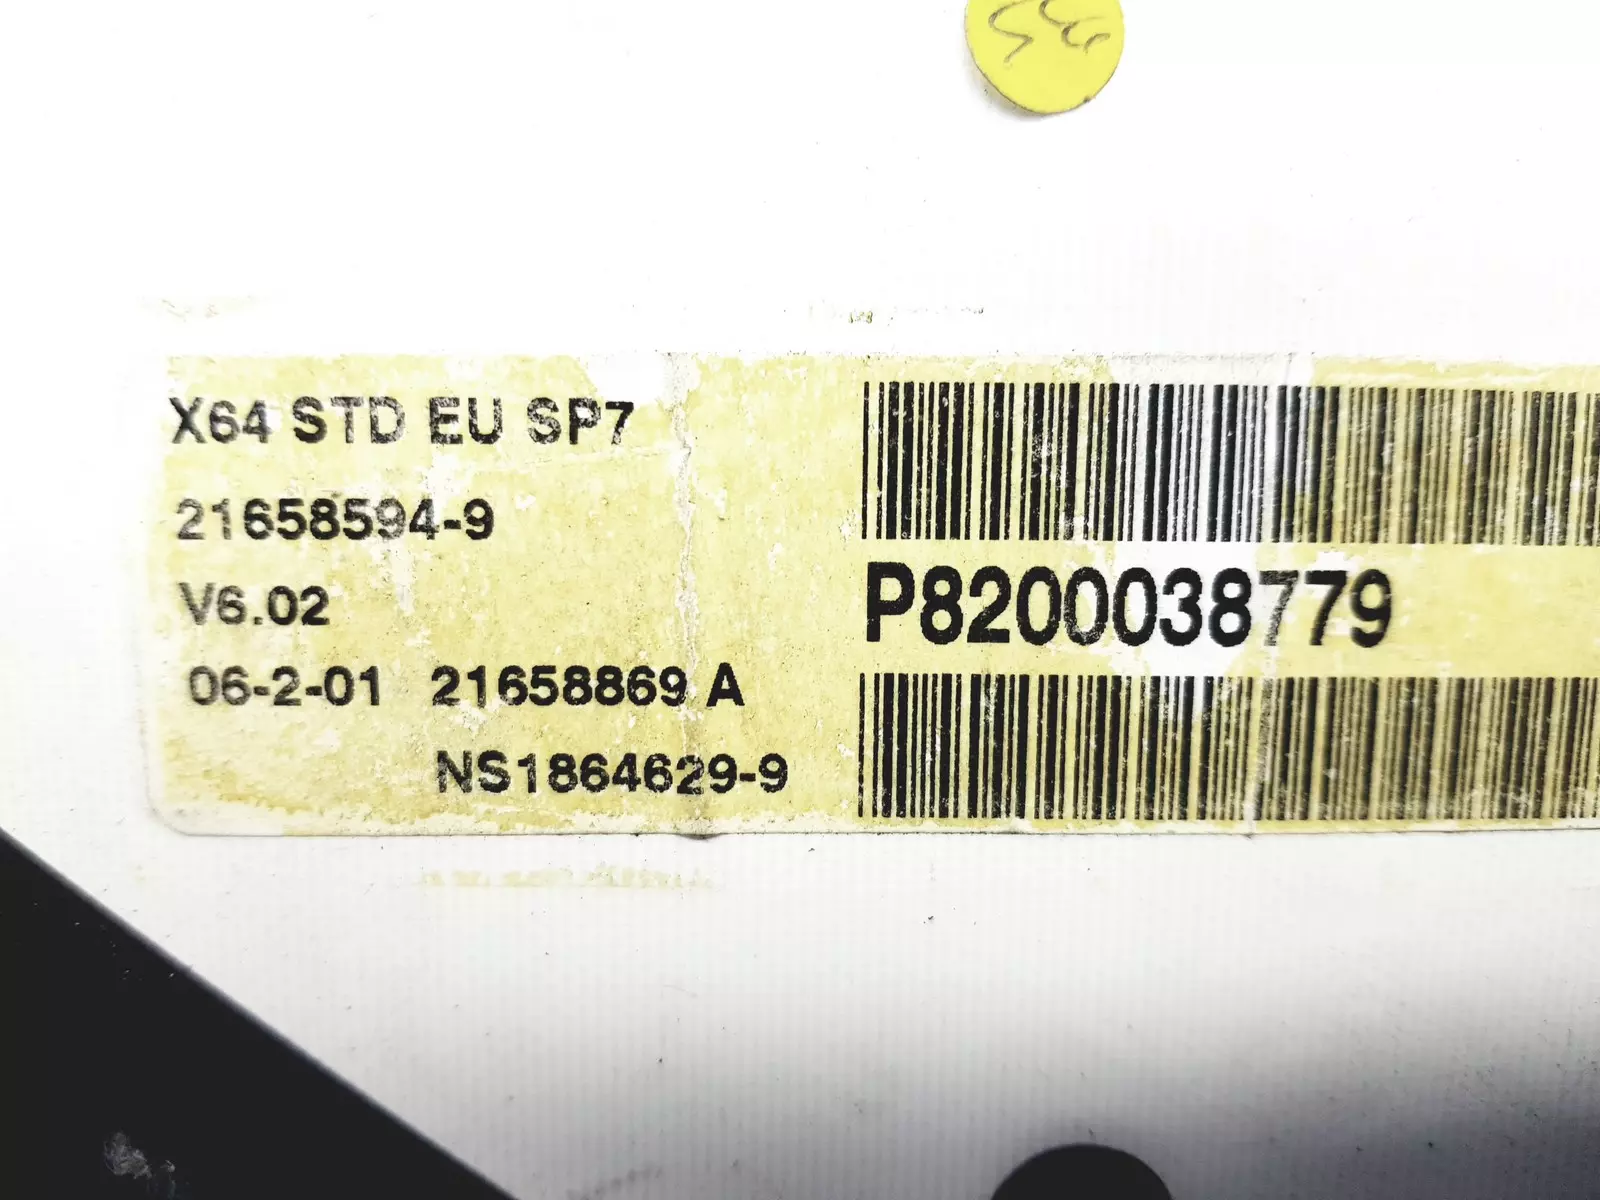 X64 STD EU SP7
21658594-9
V6.02
06-2-01 21658869 A
NS1864629-9
P8200038779